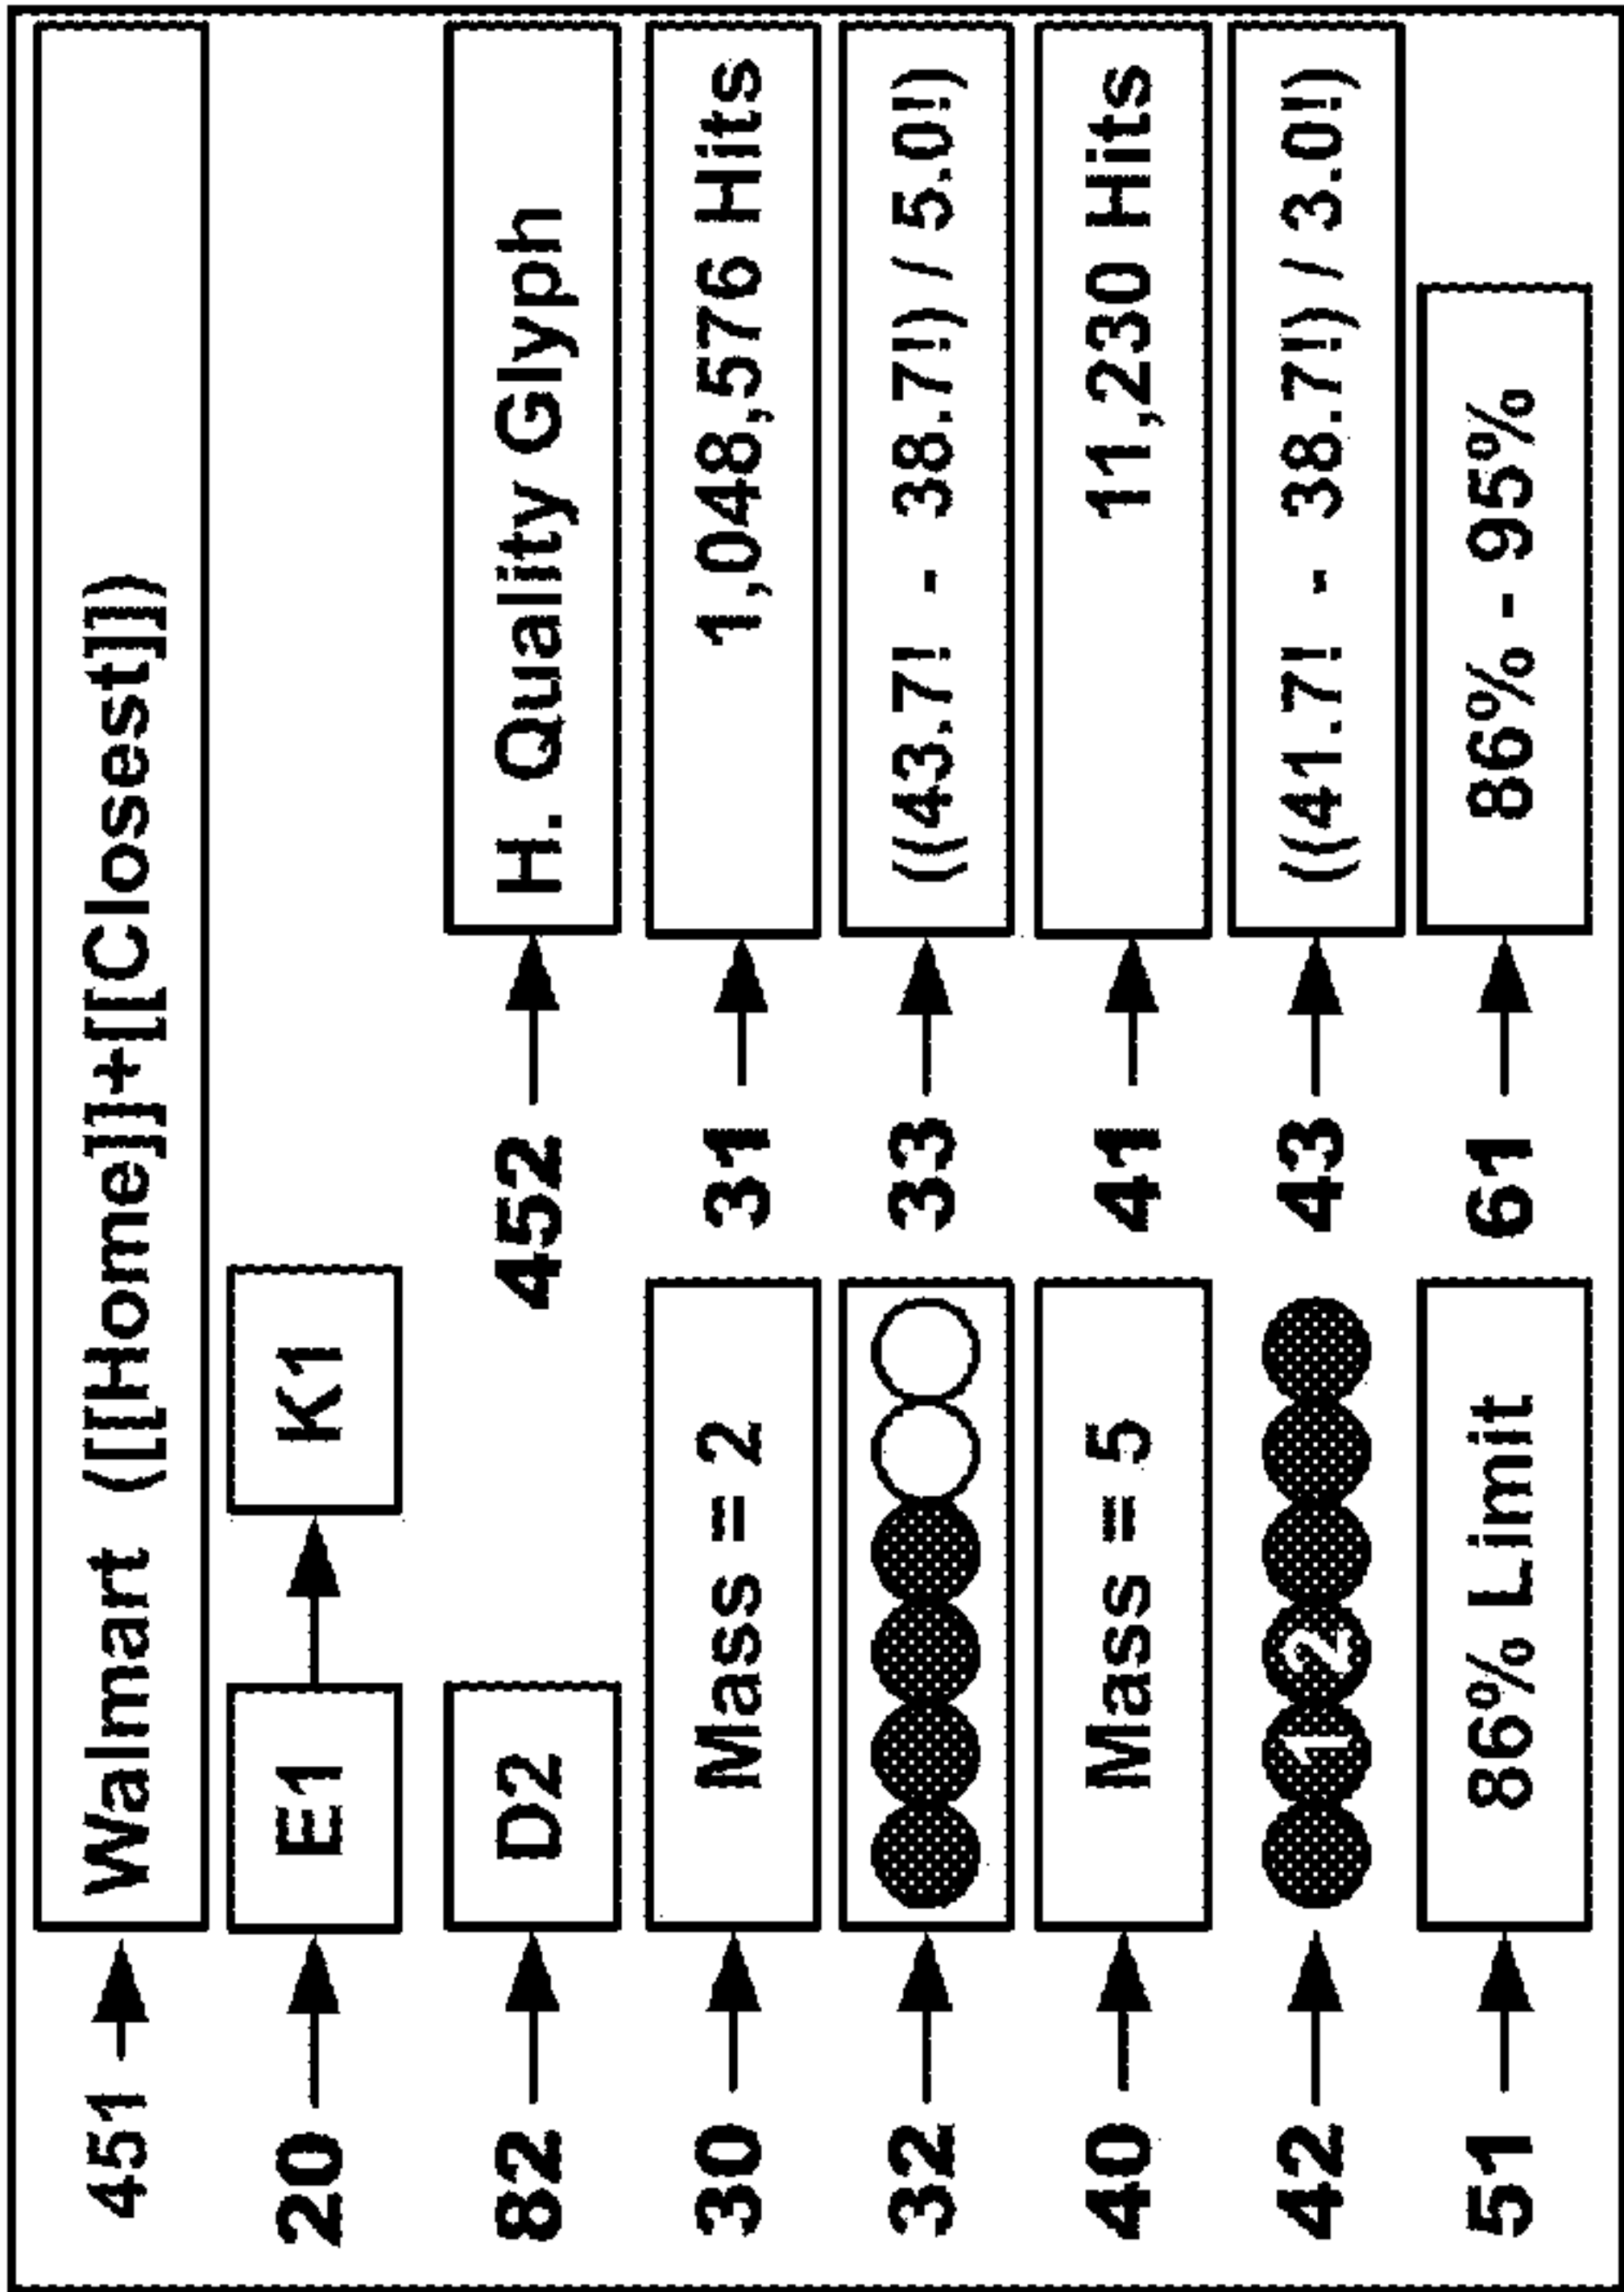 451 Walmart ([[Home]]+[[Closest]])
20 E1 K1
82 D2 452 H. Quality Glyph
30 Mass = 2 31 1,048,576 Hits
32 33 ((43.7! - 38.7!) / 5.0!)
40 Mass = 5 41 11,230 Hits
42 1 2 43 ((41.7! - 38.7!) / 3.0!)
51 86% Limit 61 86% - 95%